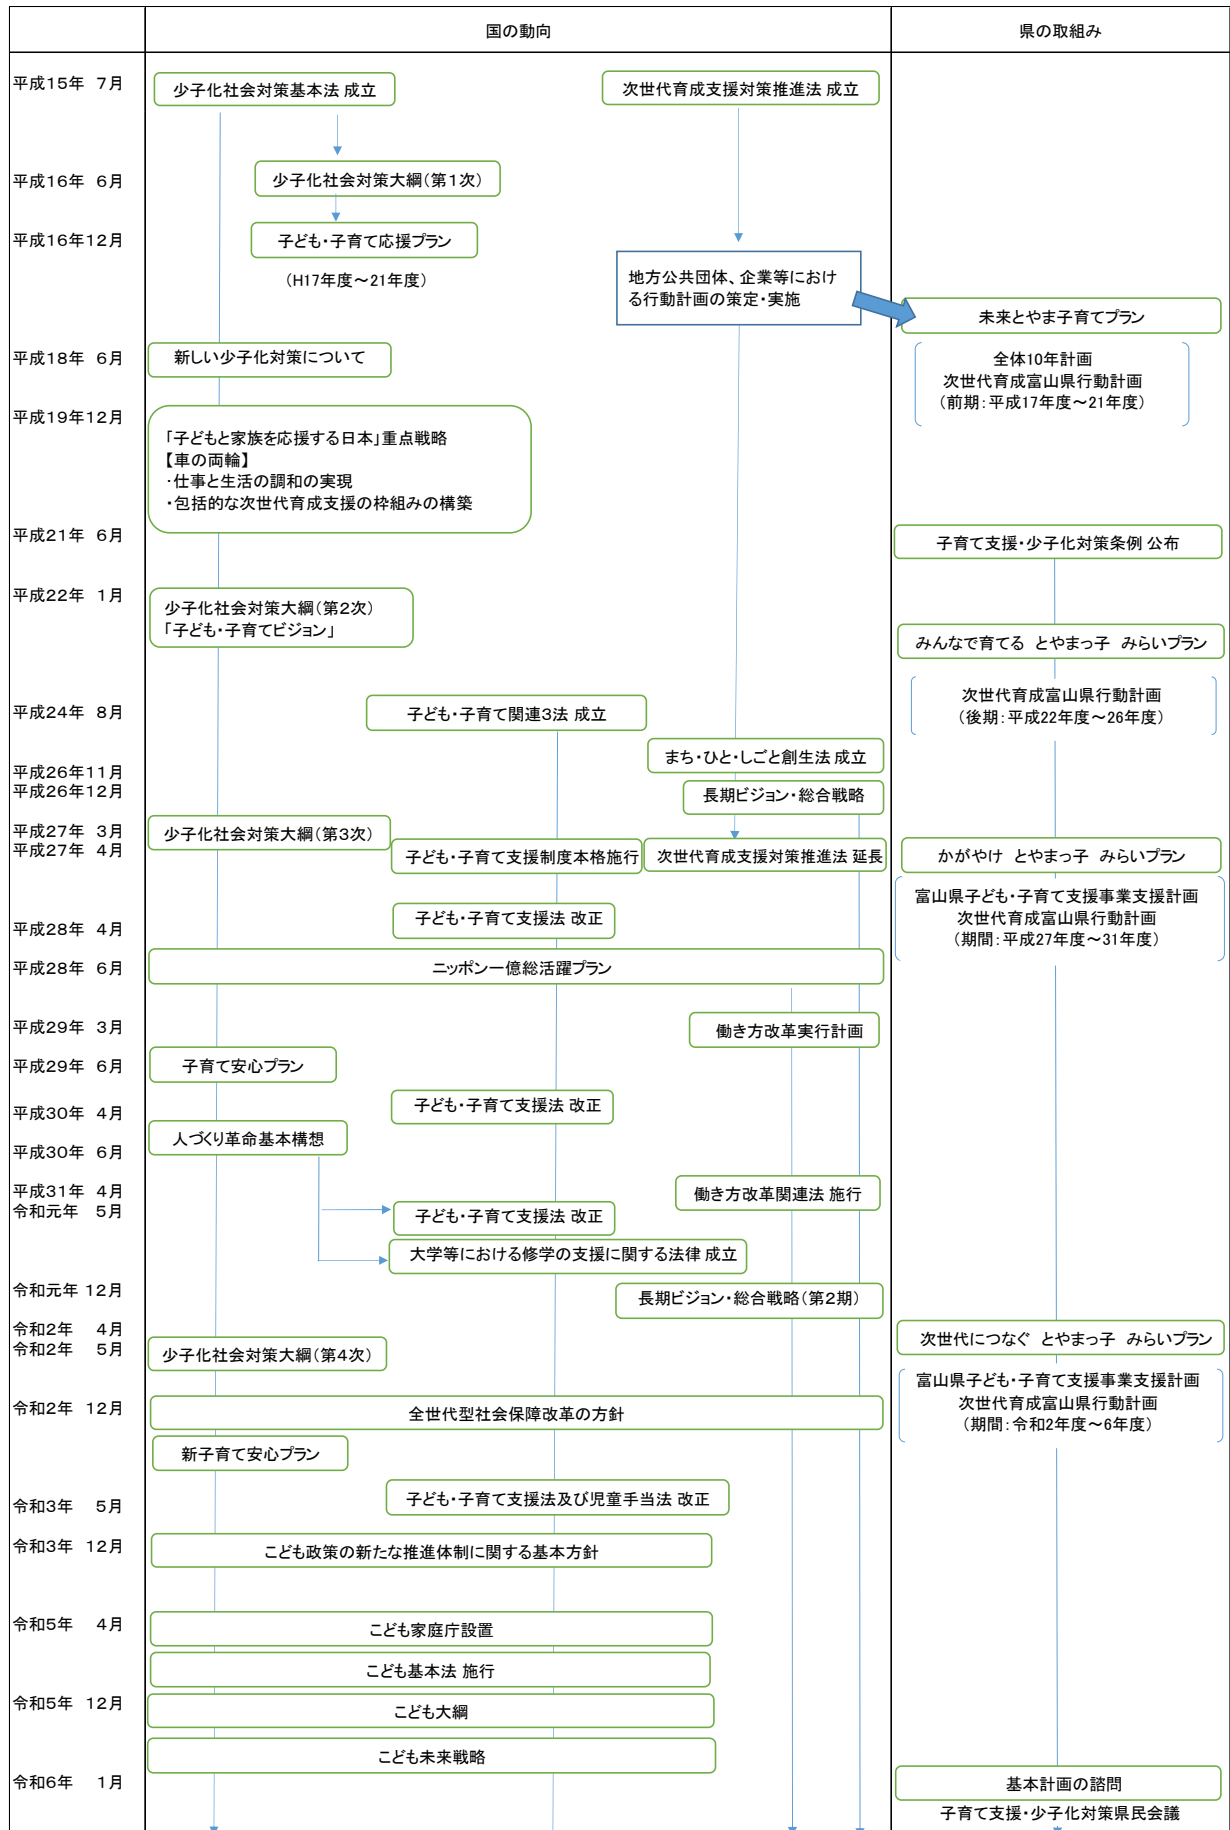 国の動向
県の取組み
平成15年 7月
少子化社会対策基本法 成立
次世代育成支援対策推進法 成立
平成16年 6月
少子化社会対策大綱(第1次)
平成16年12月
子ども・子育て応援プラン
(H17年度～21年度)
地方公共団体、企業等におけ
る行動計画の策定・実施
未来とやま子育てプラン
全体10年計画
次世代育成富山県行動計画
(前期:平成17年度～21年度)
平成18年 6月
新しい少子化対策について
平成19年12月
「子どもと家族を応援する日本」重点戦略
【車の両輪】
・仕事と生活の調和の実現
・包括的な次世代育成支援の枠組みの構築
平成21年 6月
子育て支援・少子化対策条例 公布
平成22年 1月
少子化社会対策大綱(第2次)
「子ども・子育てビジョン」
みんなで育てる とやまっ子 みらいプラン
次世代育成富山県行動計画
(後期:平成22年度～26年度)
平成24年 8月
子ども・子育て関連3法 成立
平成26年11月
まち・ひと・しごと創生法 成立
平成26年12月
長期ビジョン・総合戦略
平成27年 3月
少子化社会対策大綱(第3次)
平成27年 4月
子ども・子育て支援制度本格施行
次世代育成支援対策推進法 延長
かがやけ とやまっ子 みらいプラン
富山県子ども・子育て支援事業支援計画
次世代育成富山県行動計画
(期間:平成27年度～31年度)
平成28年 4月
子ども・子育て支援法 改正
平成28年 6月
ニッポン一億総活躍プラン
平成29年 3月
働き方改革実行計画
平成29年 6月
子育て安心プラン
平成30年 4月
子ども・子育て支援法 改正
平成30年 6月
人づくり革命基本構想
平成31年 4月
働き方改革関連法 施行
令和元年 5月
子ども・子育て支援法 改正
大学等における修学の支援に関する法律 成立
令和元年 12月
長期ビジョン・総合戦略(第2期)
令和2年 4月
次世代につなぐ とやまっ子 みらいプラン
令和2年 5月
少子化社会対策大綱(第4次)
富山県子ども・子育て支援事業支援計画
次世代育成富山県行動計画
(期間:令和2年度～6年度)
令和2年 12月
全世代型社会保障改革の方針
新子育て安心プラン
令和3年 5月
子ども・子育て支援法及び児童手当法 改正
令和3年 12月
こども政策の新たな推進体制に関する基本方針
令和5年 4月
こども家庭庁設置
こども基本法 施行
令和5年 12月
こども大綱
こども未来戦略
令和6年 1月
基本計画の諮問
子育て支援・少子化対策県民会議